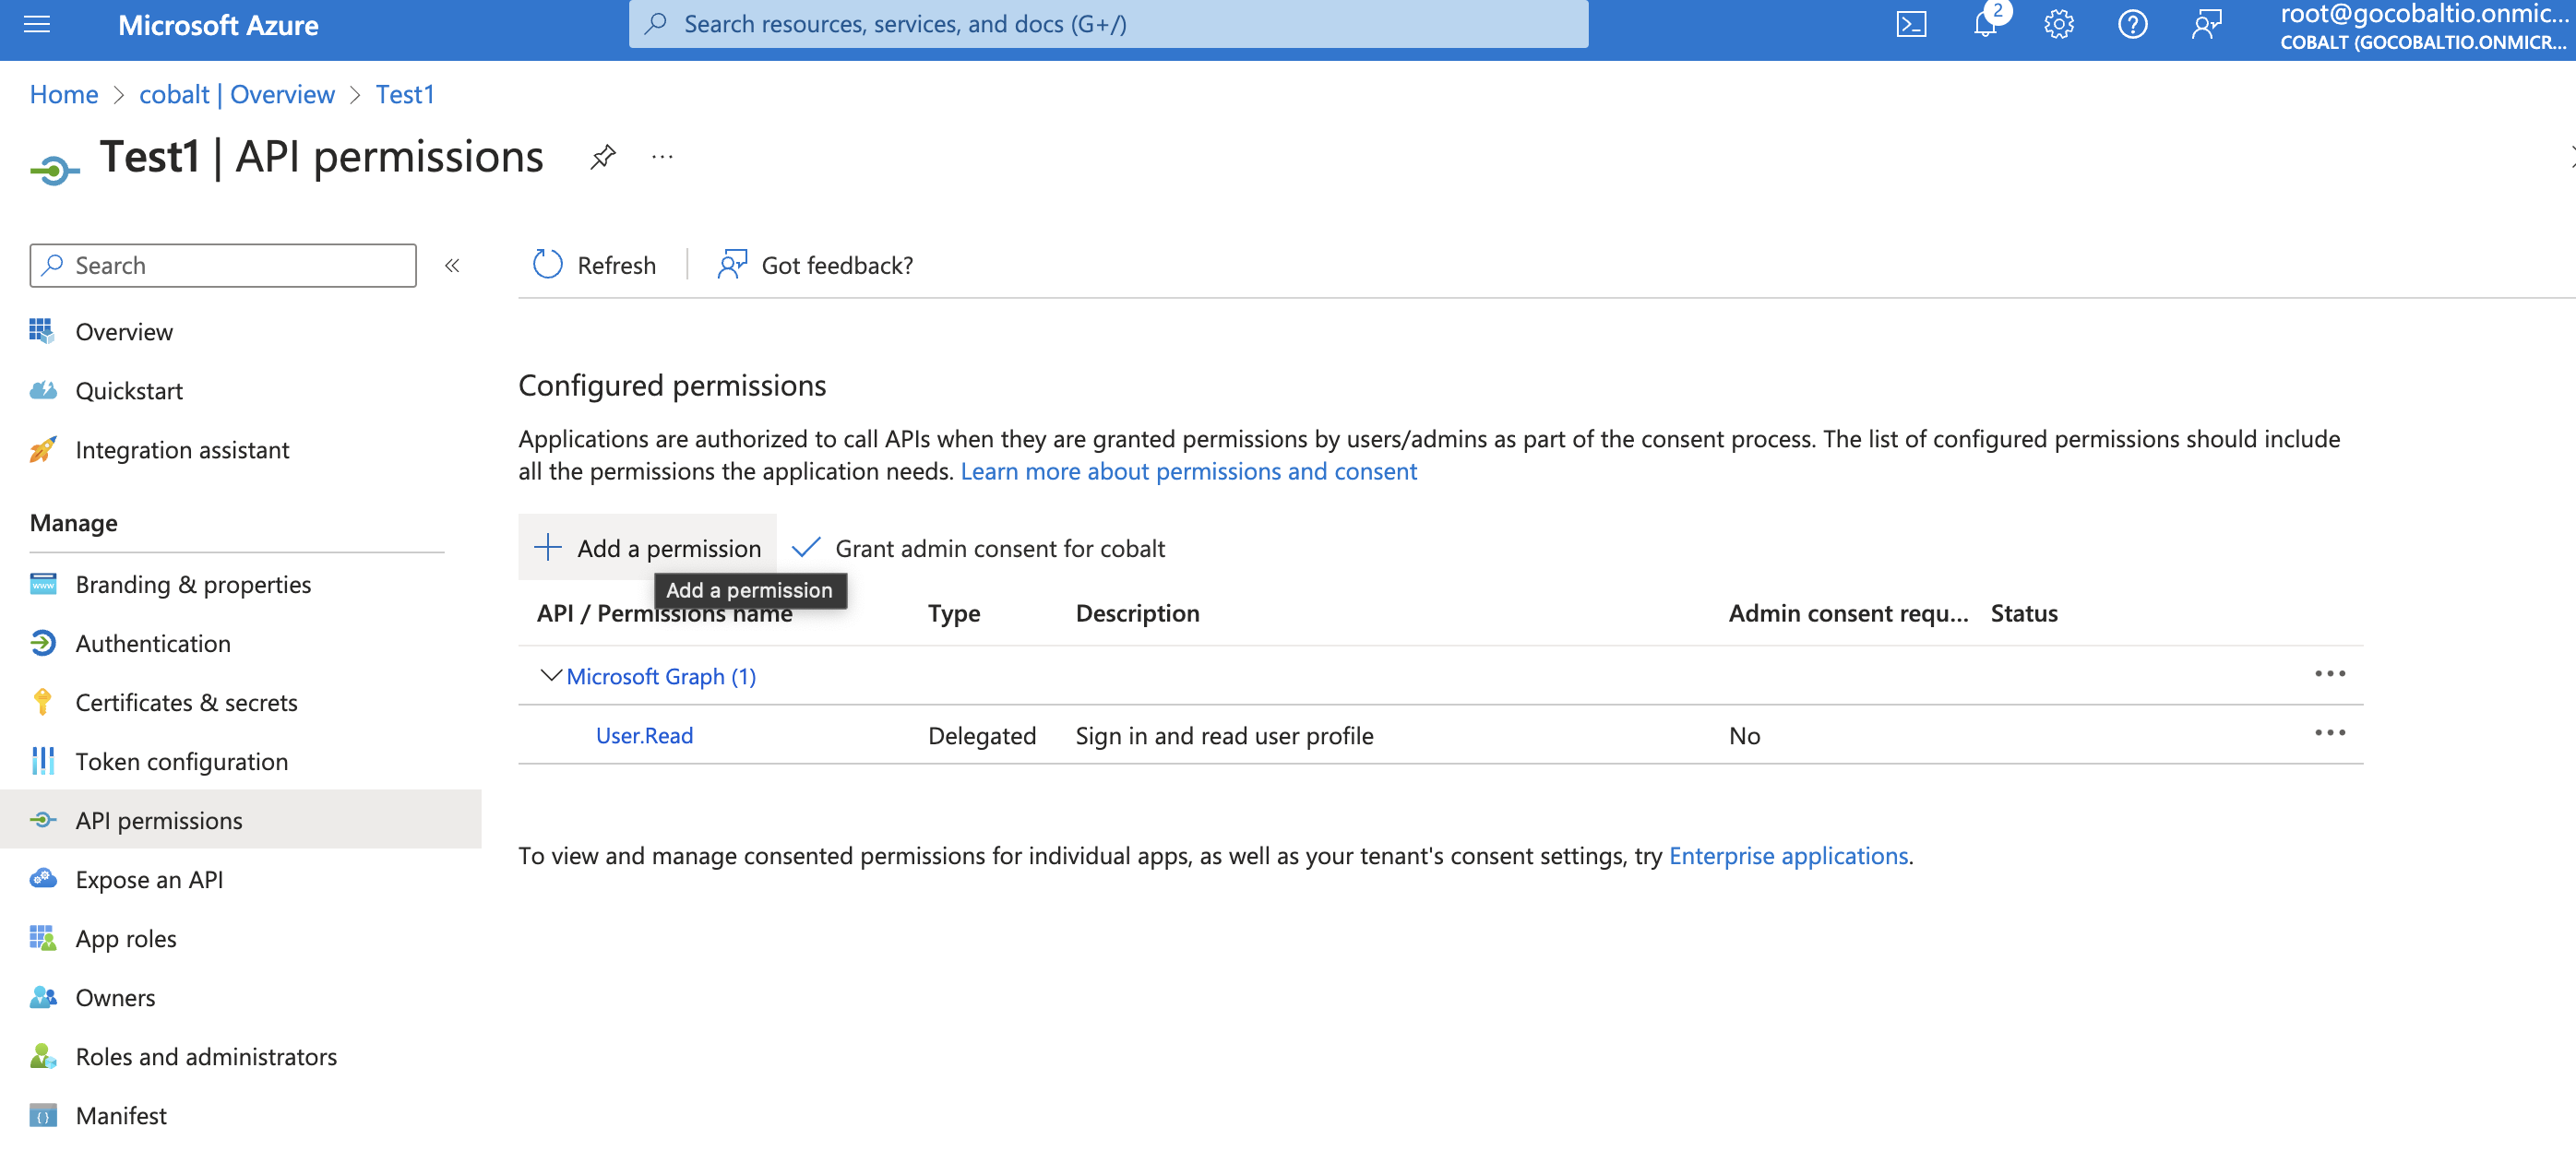 Microsoft Azure
Search resources, services, and docs (G+/)
2
root@gocobaltio.onmic...
COBALT (GOCOBALTIO.ONMICR...
Home > cobalt | Overview > Test1
Test1 | API permissions
...
Search
«
Refresh
Got feedback?
Overview
Quickstart
Integration assistant
Manage
Branding & properties
Authentication
Certificates & secrets
Token configuration
API permissions
Expose an API
App roles
Owners
Roles and administrators
Manifest
Configured permissions
Applications are authorized to call APIs when they are granted permissions by users/admins as part of the consent process. The list of configured permissions should include
all the permissions the application needs. Learn more about permissions and consent
Add a permission
Grant admin consent for cobalt
Add a permission
API / Permissions name Type Description Admin consent requ... Status
Microsoft Graph (1)
User.Read Delegated Sign in and read user profile No
To view and manage consented permissions for individual apps, as well as your tenant's consent settings, try Enterprise applications.